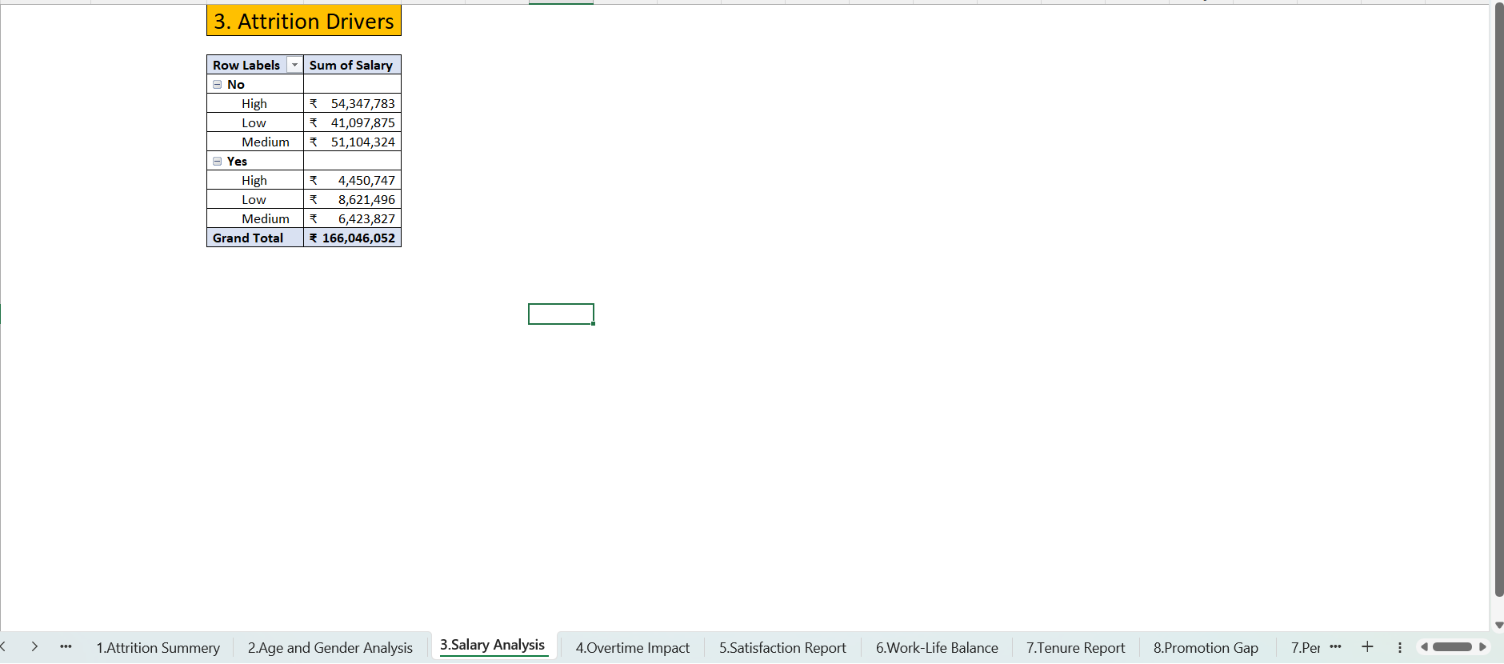 3. Attrition Drivers
Row Labels Sum of Salary
No
High ₹ 54,347,783
Low ₹ 41,097,875
Medium ₹ 51,104,324
Yes
High ₹ 4,450,747
Low ₹ 8,621,496
Medium ₹ 6,423,827
Grand Total ₹ 166,046,052
1.Attrition Summary 2.Age and Gender Analysis 3.Salary Analysis 4.Overtime Impact 5.Satisfaction Report 6.Work-Life Balance 7.Tenure Report 8.Promotion Gap 7.Per